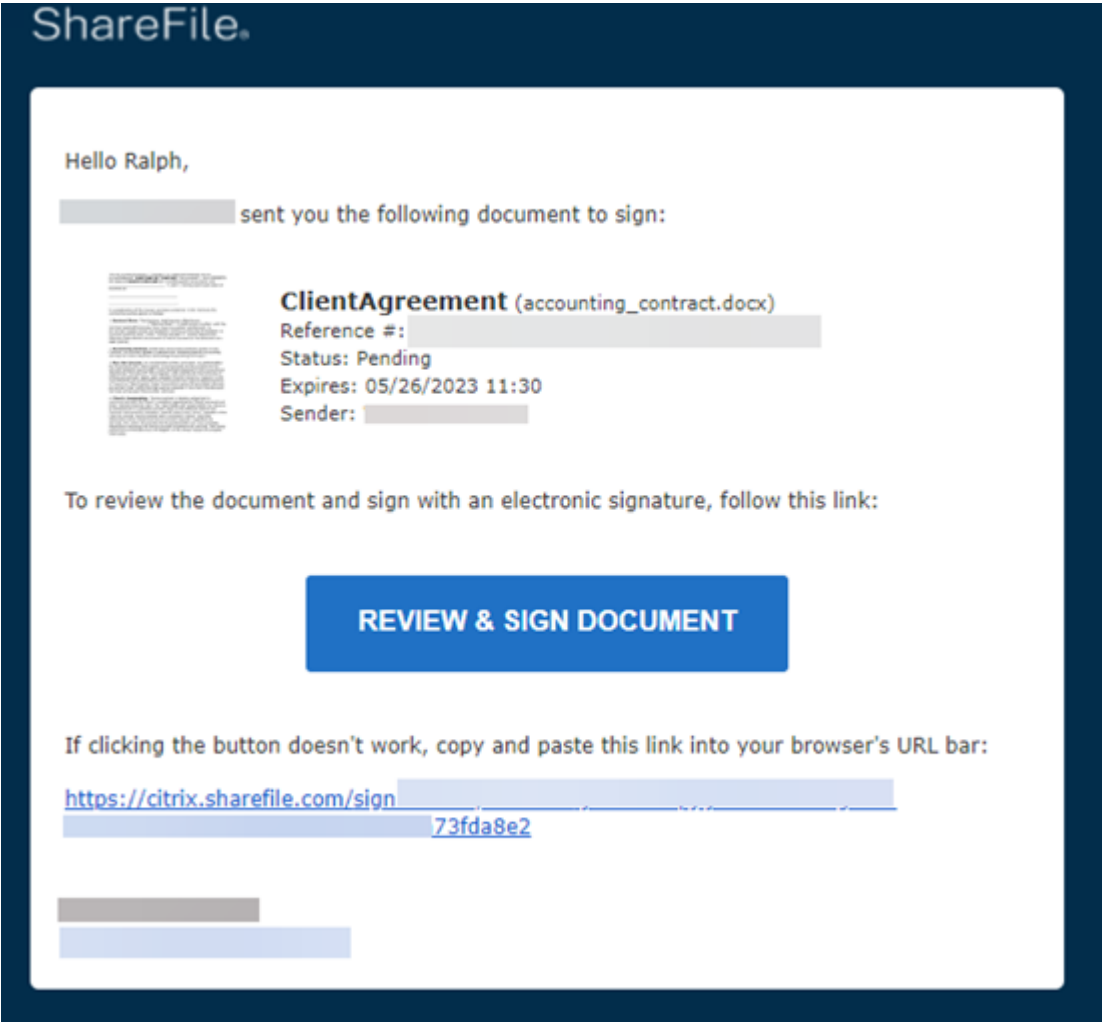 ShareFile.
Hello Ralph,
sent you the following document to sign:
ClientAgreement (accounting_contract.docx)
Reference #:
Status: Pending
Expires: 05/26/2023 11:30
Sender:
To review the document and sign with an electronic signature, follow this link:
REVIEW & SIGN DOCUMENT
If clicking the button doesn't work, copy and paste this link into your browser's URL bar:
https://citrix.sharefile.com/sign
73fda8e2